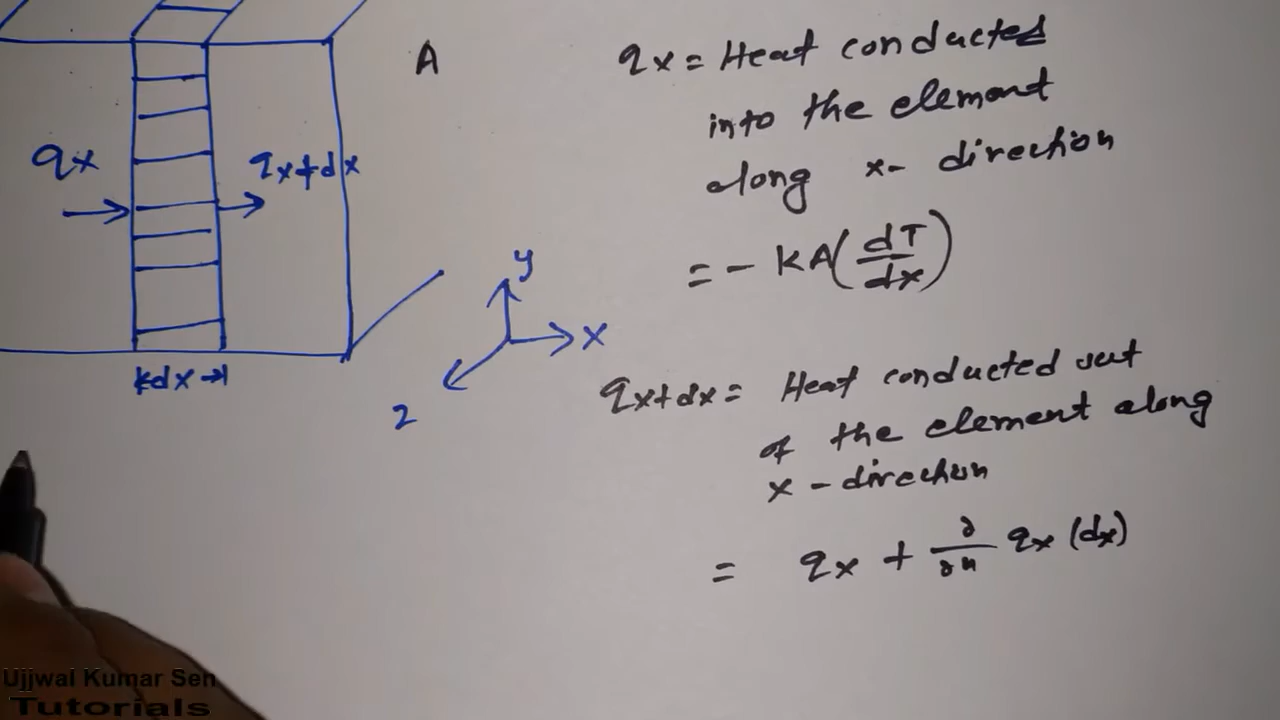 A
qx = Heat conducted
into the element
along x- direction
= - KA(dT/dx)
qx
qx+dx
y
x
z
dx
qx+dx = Heat conducted out
of the element along
x - direction
= qx + ∂/∂x qx (dx)
Ujjwal Kumar Sen
Tutorials